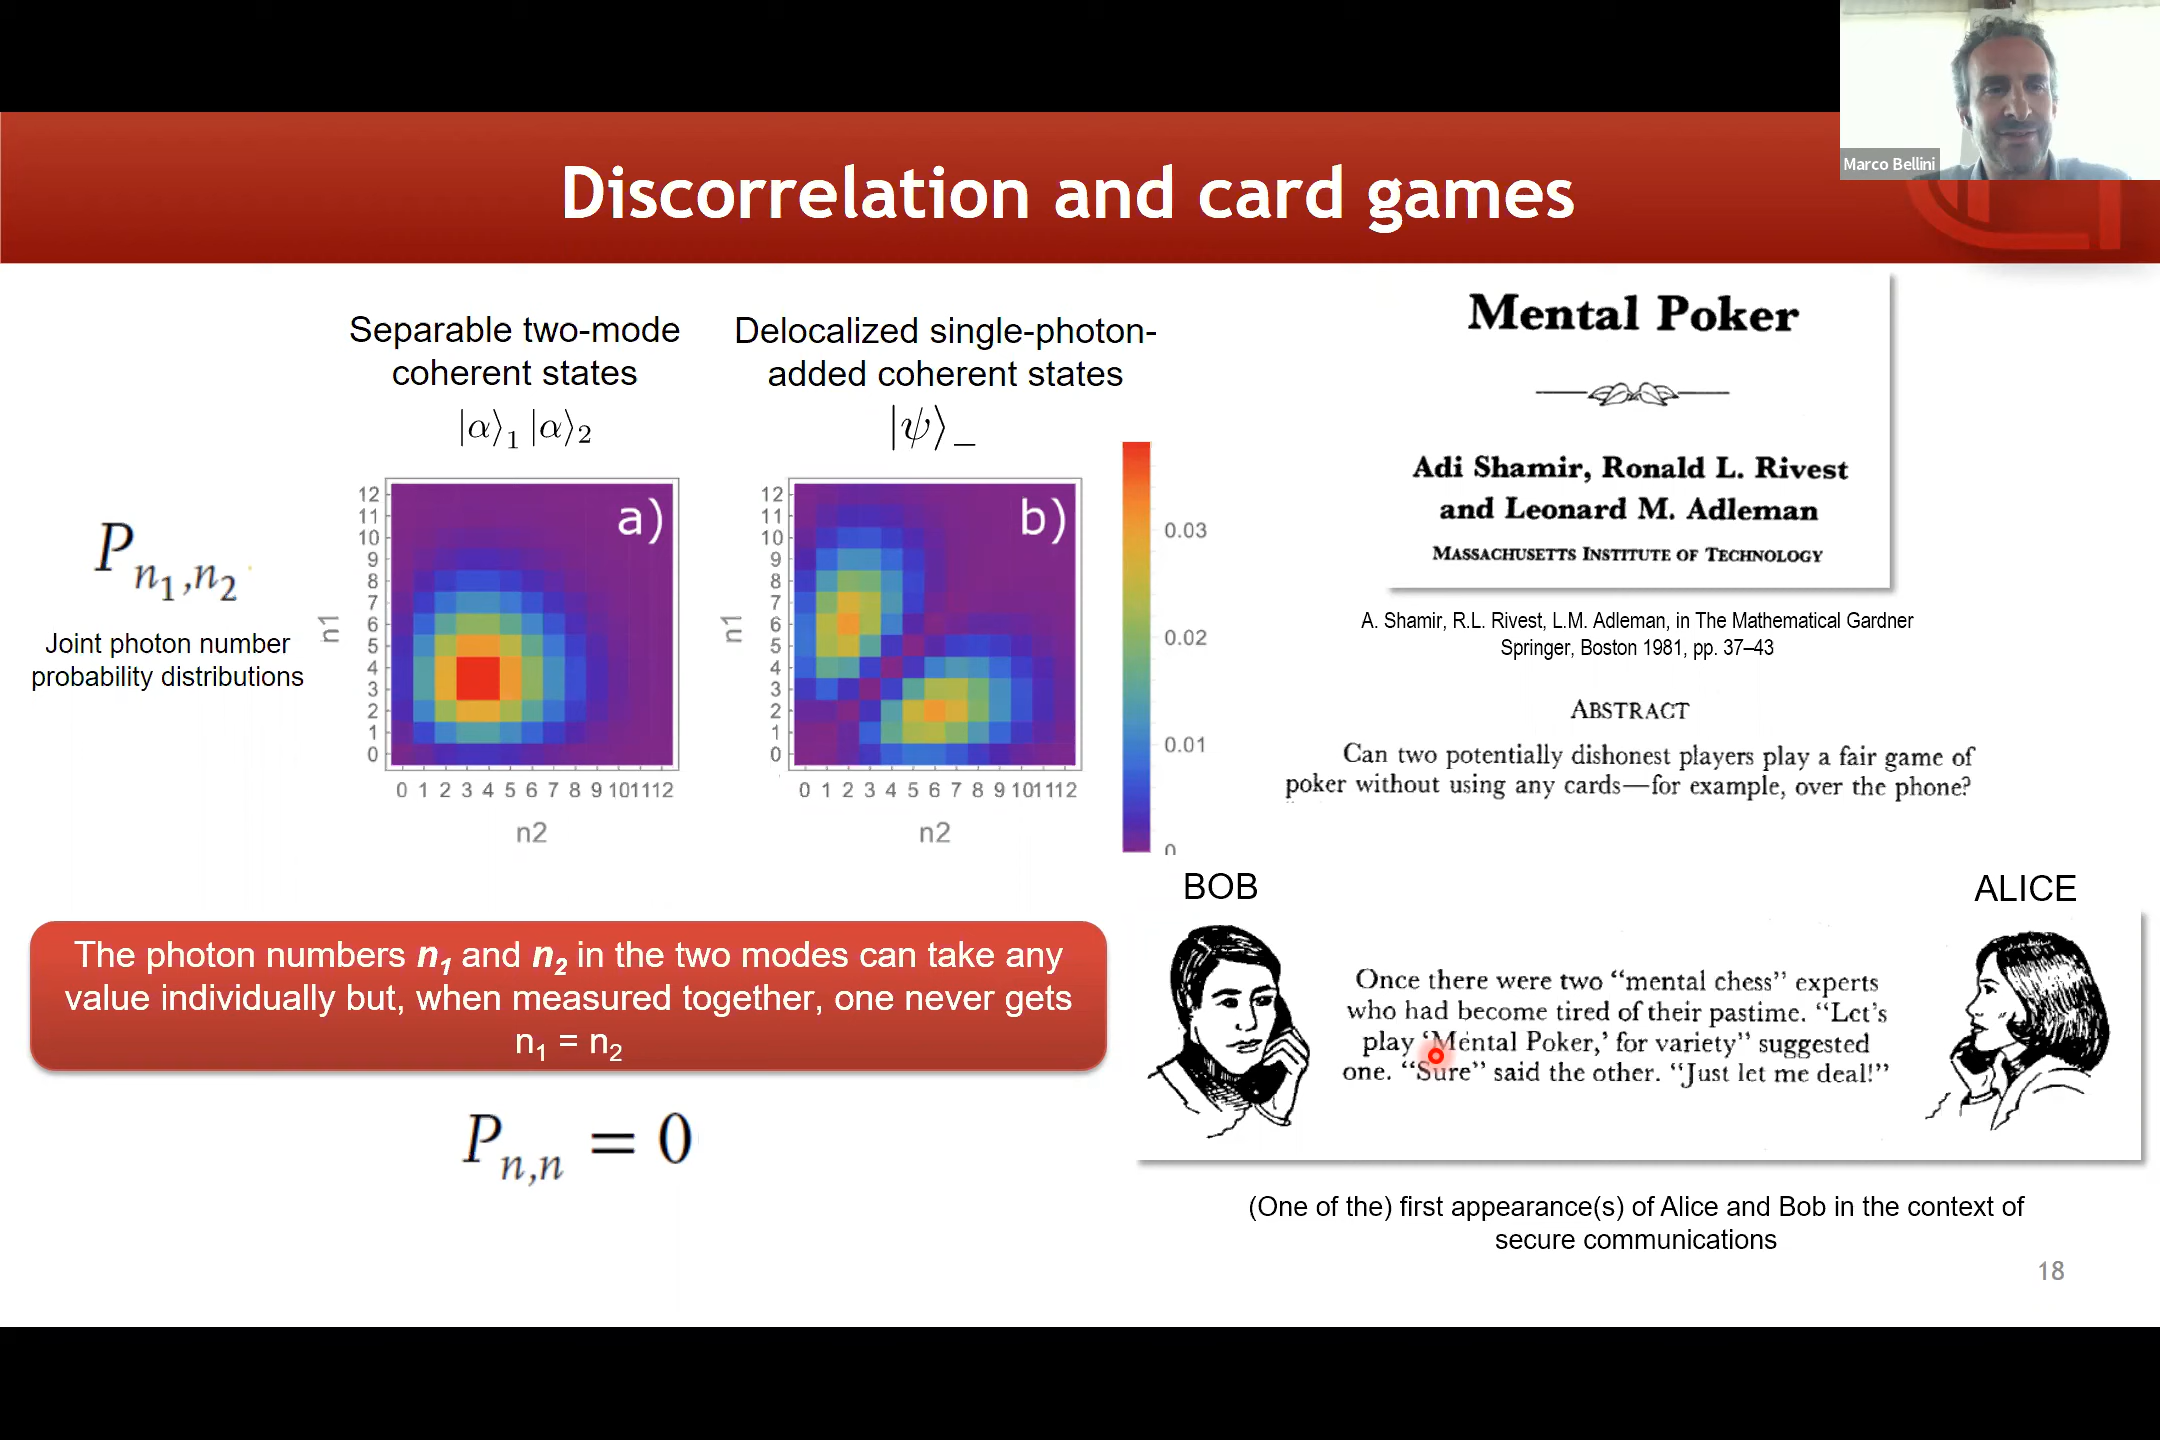 Marco Bellini
Discorrelation and card games
Separable two-mode
coherent states
|α⟩₁ |α⟩₂
Delocalized single-photon-
added coherent states
|ψ⟩₋
P n₁,n₂
Joint photon number
probability distributions
a)
12
11
10
9
8
7
6
5
4
3
2
1
0
n1
0 1 2 3 4 5 6 7 8 9 10 11 12
n2
b)
12
11
10
9
8
7
6
5
4
3
2
1
0
n1
0 1 2 3 4 5 6 7 8 9 10 11 12
n2
0.03
0.02
0.01
0
The photon numbers n₁ and n₂ in the two modes can take any
value individually but, when measured together, one never gets
n₁ = n₂
P n,n = 0
Mental Poker
Adi Shamir, Ronald L. Rivest
and Leonard M. Adleman
MASSACHUSETTS INSTITUTE OF TECHNOLOGY
A. Shamir, R.L. Rivest, L.M. Adleman, in The Mathematical Gardner
Springer, Boston 1981, pp. 37–43
ABSTRACT
Can two potentially dishonest players play a fair game of
poker without using any cards—for example, over the phone?
BOB
ALICE
Once there were two “mental chess” experts
who had become tired of their pastime. “Let’s
play ‘Mental Poker,’ for variety” suggested
one. “Sure” said the other. “Just let me deal!”
(One of the) first appearance(s) of Alice and Bob in the context of
secure communications
18